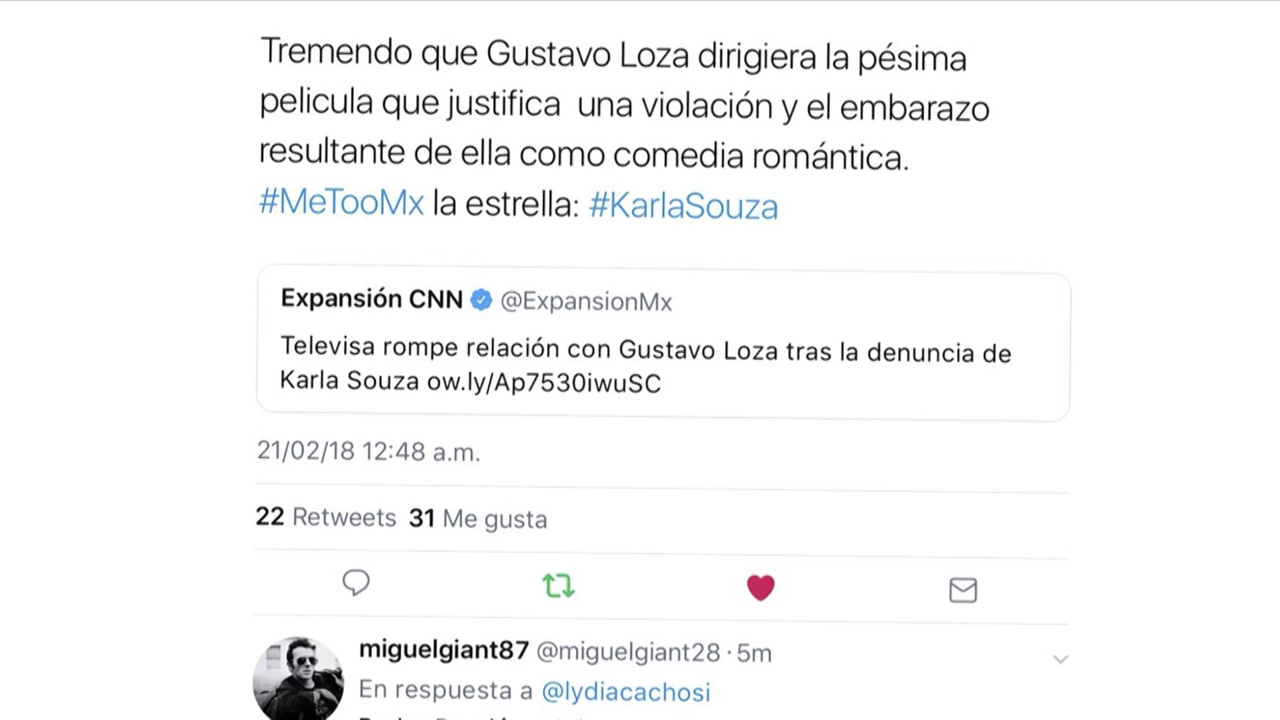 Tremendo que Gustavo Loza dirigiera la pésima
pelicula que justifica una violación y el embarazo
resultante de ella como comedia romántica.
#MeTooMx la estrella: #KarlaSouza
Expansión CNN @ExpansionMx
Televisa rompe relación con Gustavo Loza tras la denuncia de
Karla Souza ow.ly/Ap7530iwuSC
21/02/18 12:48 a.m.
22 Retweets 31 Me gusta
miguelgiant87 @miguelgiant28 · 5m
En respuesta a @lydiacachosi